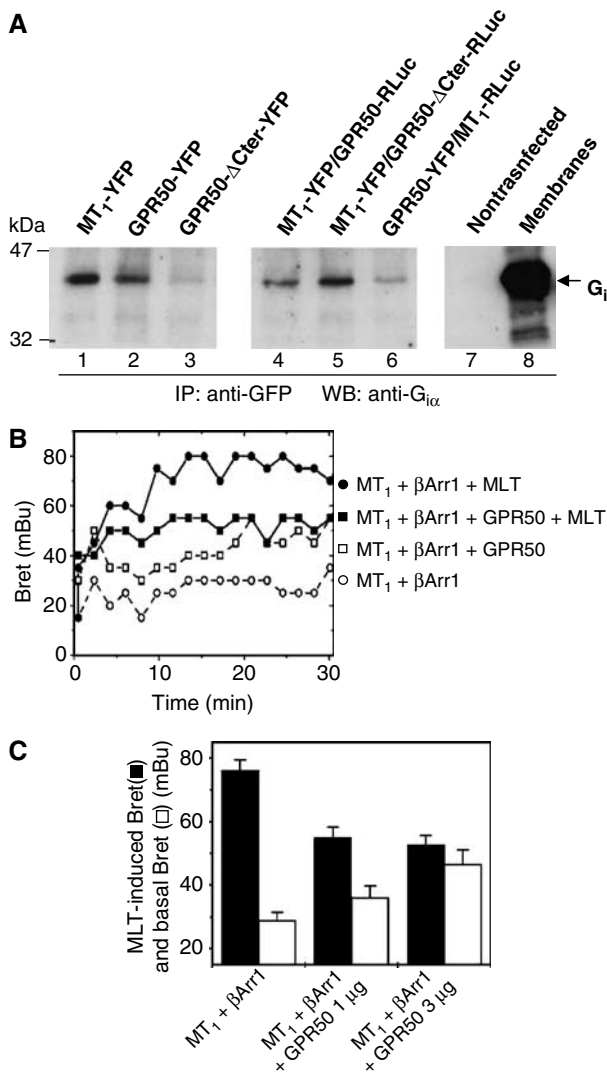 A
MT₁-YFP
GPR50-YFP
GPR50-ΔCter-YFP
MT₁-YFP/GPR50-RLuc
MT₁-YFP/GPR50-ΔCter-RLuc
GPR50-YFP/MT₁-RLuc
Nontrasnfected
Membranes
kDa
47
32
Gᵢ
1 2 3 4 5 6 7 8
IP: anti-GFP WB: anti-Gᵢα
B
80
60
40
20
0
Bret (mBu)
0 10 20 30
Time (min)
MT₁ + βArr1 + MLT
MT₁ + βArr1 + GPR50 + MLT
MT₁ + βArr1 + GPR50
MT₁ + βArr1
C
MLT-induced Bret(■)
and basal Bret (□) (mBu)
80
60
40
20
MT₁ + βArr1
MT₁ + βArr1
+ GPR50 1 μg
MT₁ + βArr1
+ GPR50 3 μg